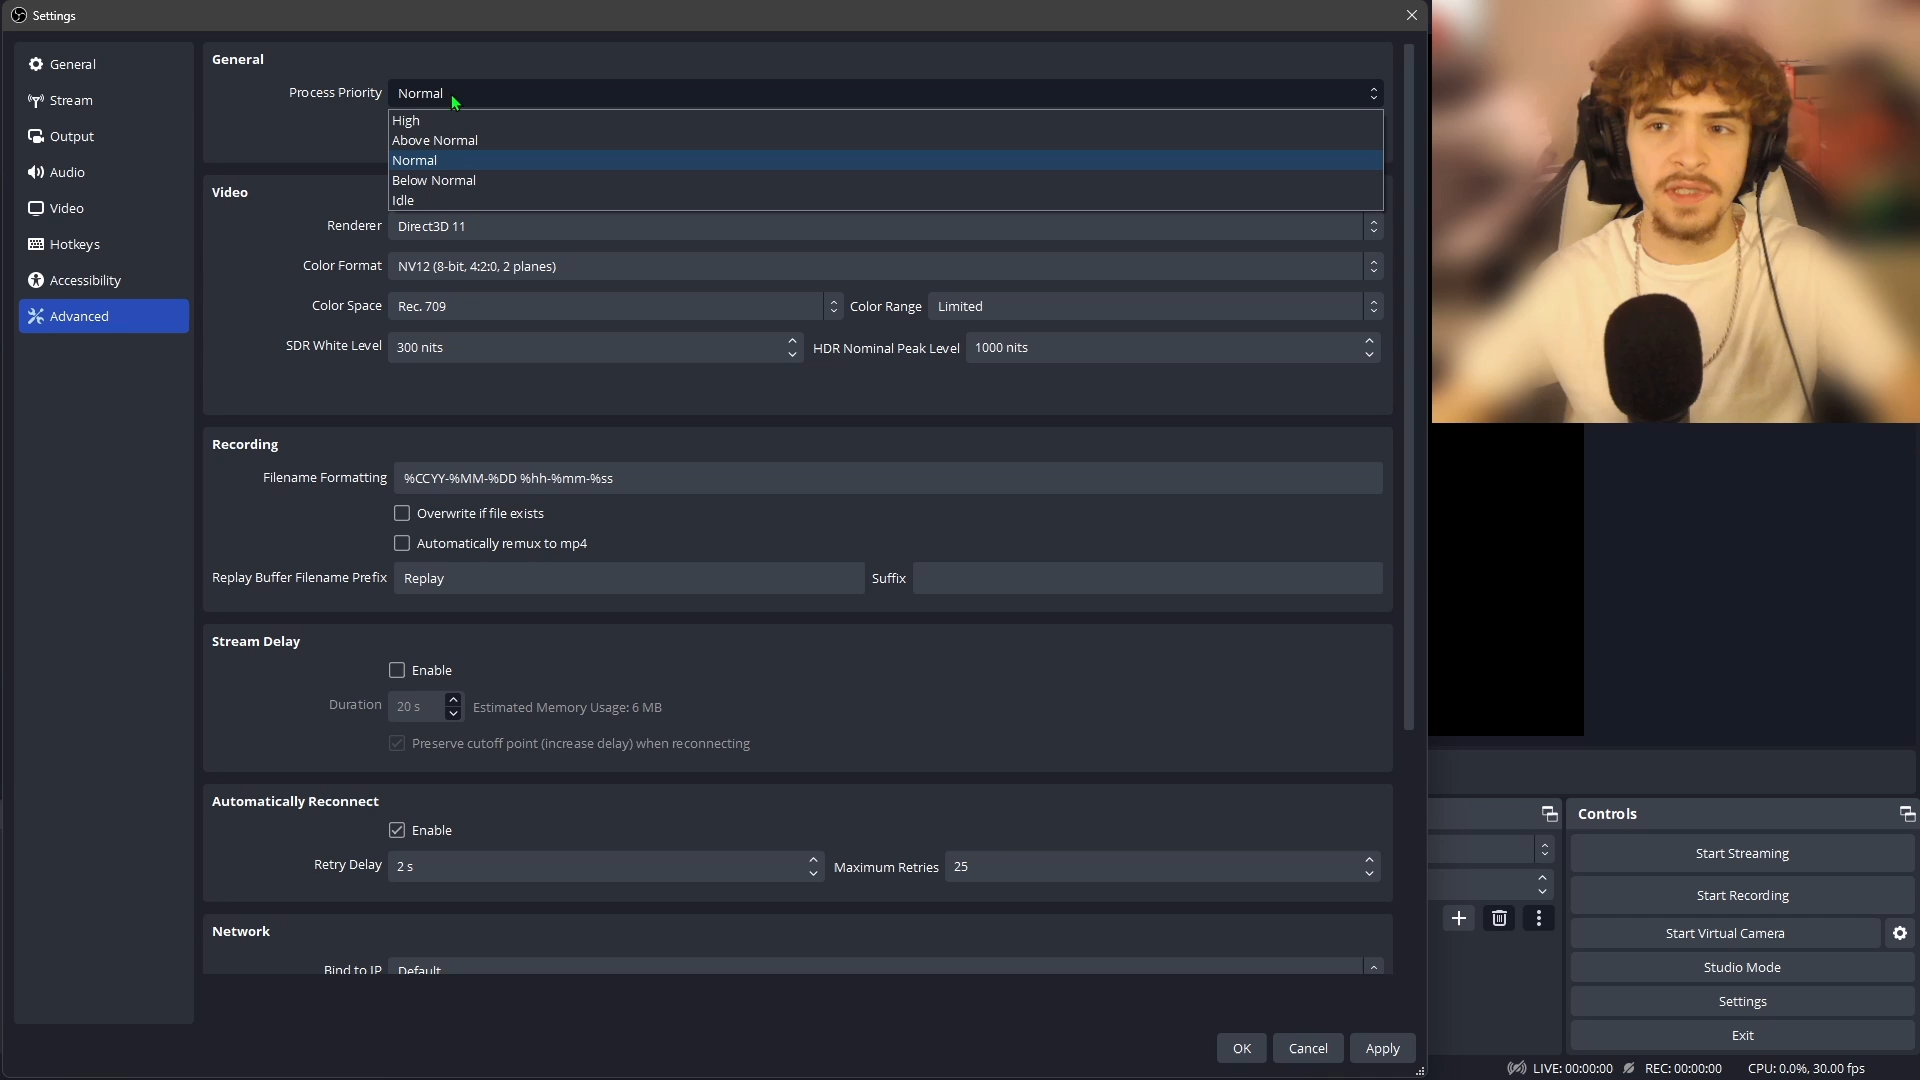 Settings
General
Stream
Output
Audio
Video
Hotkeys
Accessibility
Advanced
General
Process Priority Normal
High
Above Normal
Normal
Below Normal
Idle
Video
Renderer Direct3D 11
Color Format NV12 (8-bit, 4:2:0, 2 planes)
Color Space Rec. 709 Color Range Limited
SDR White Level 300 nits HDR Nominal Peak Level 1000 nits
Recording
Filename Formatting %CCYY-%MM-%DD %hh-%mm-%ss
Overwrite if file exists
Automatically remux to mp4
Replay Buffer Filename Prefix Replay Suffix
Stream Delay
Enable
Duration 20 s Estimated Memory Usage: 6 MB
Preserve cutoff point (increase delay) when reconnecting
Automatically Reconnect
Enable
Retry Delay 2 s Maximum Retries 25
Network
Bind to IP Default
OK Cancel Apply
Controls
Start Streaming
Start Recording
Start Virtual Camera
Studio Mode
Settings
Exit
LIVE: 00:00:00 REC: 00:00:00 CPU: 0.0%, 30.00 fps